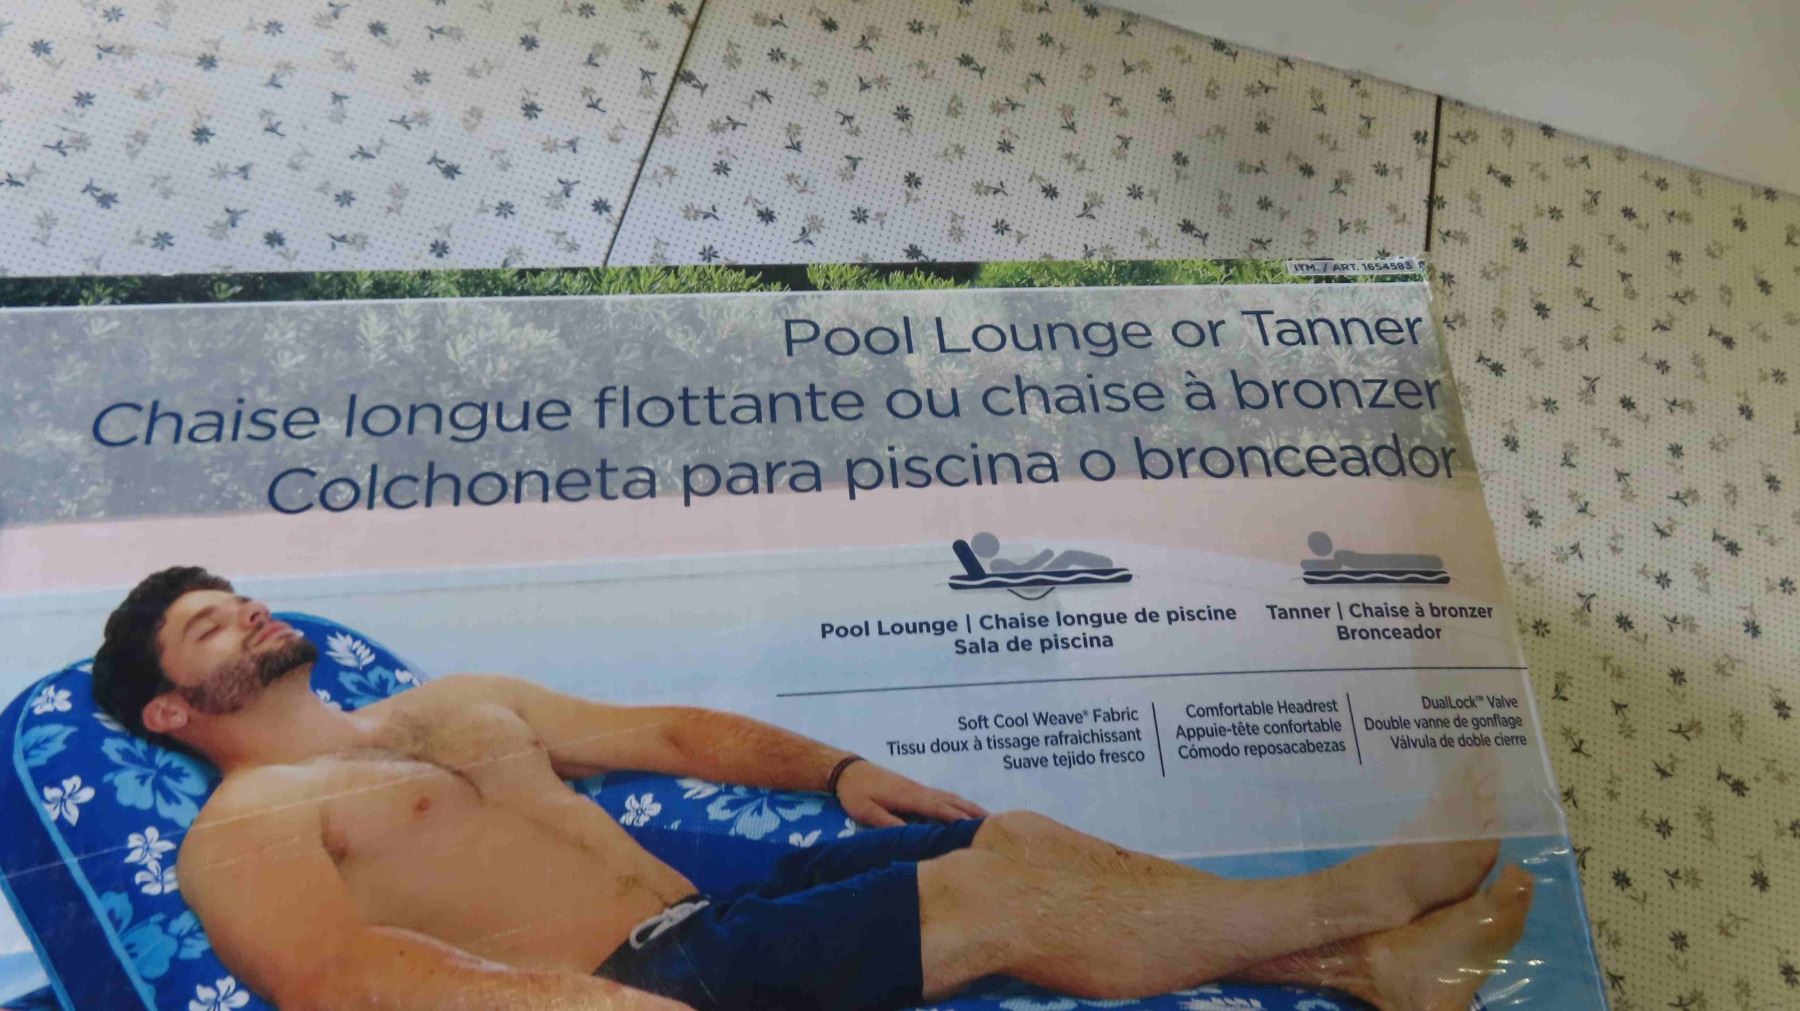 ITM. / ART. 1654583
Pool Lounge or Tanner
Chaise longue flottante ou chaise à bronzer
Colchoneta para piscina o bronceador
Pool Lounge | Chaise longue de piscine
Sala de piscina
Tanner | Chaise à bronzer
Bronceador
Soft Cool Weave® Fabric
Tissu doux à tissage rafraichissant
Suave tejido fresco
Comfortable Headrest
Appuie-tête confortable
Cómodo reposacabezas
DualLock™ Valve
Double vanne de gonflage
Válvula de doble cierre